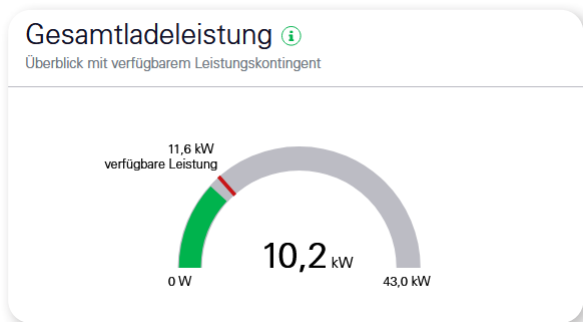 Gesamtladeleistung
Überblick mit verfügbarem Leistungskontingent
11,6 kW
verfügbare Leistung
10,2 kW
0 W
43,0 kW